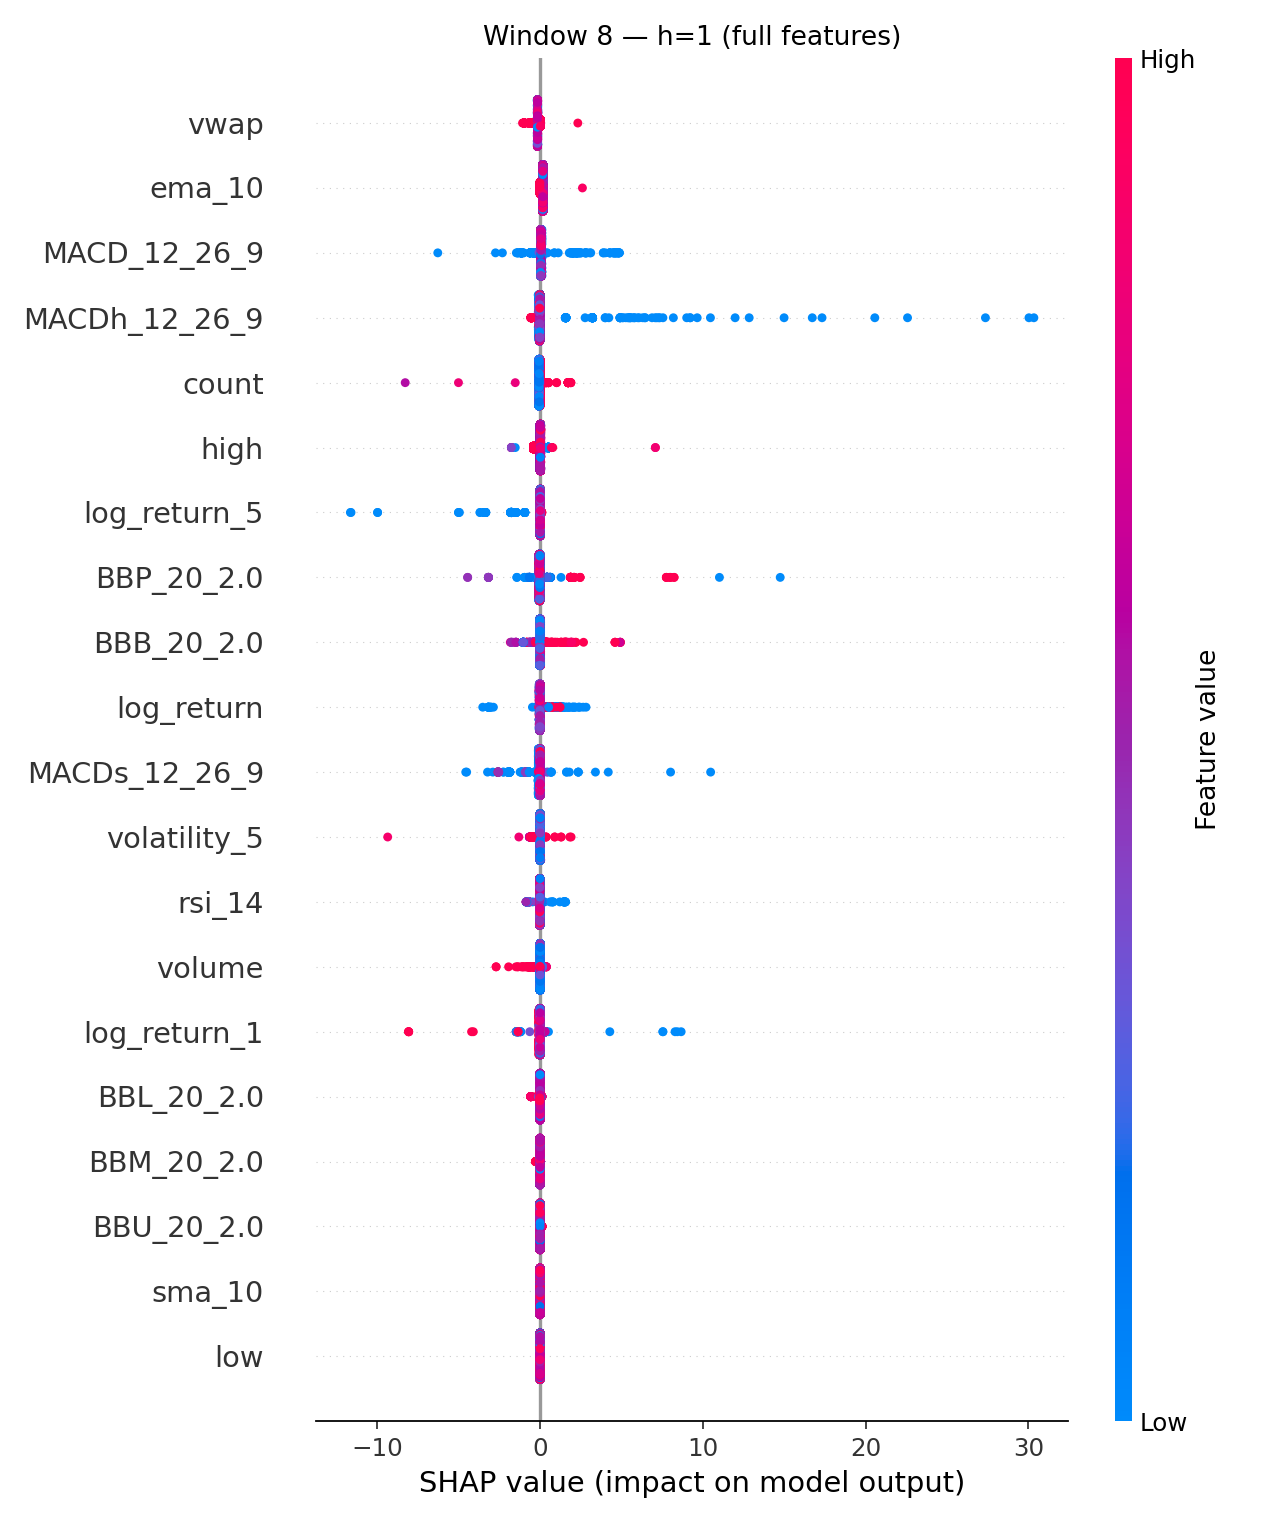 Window 8 — h=1 (full features)
High
vwap
ema_10
MACD_12_26_9
MACDh_12_26_9
count
high
log_return_5
BBP_20_2.0
BBB_20_2.0
log_return
MACDs_12_26_9
volatility_5
rsi_14
volume
log_return_1
BBL_20_2.0
BBM_20_2.0
BBU_20_2.0
sma_10
low
Feature value
Low
−10 0 10 20 30
SHAP value (impact on model output)